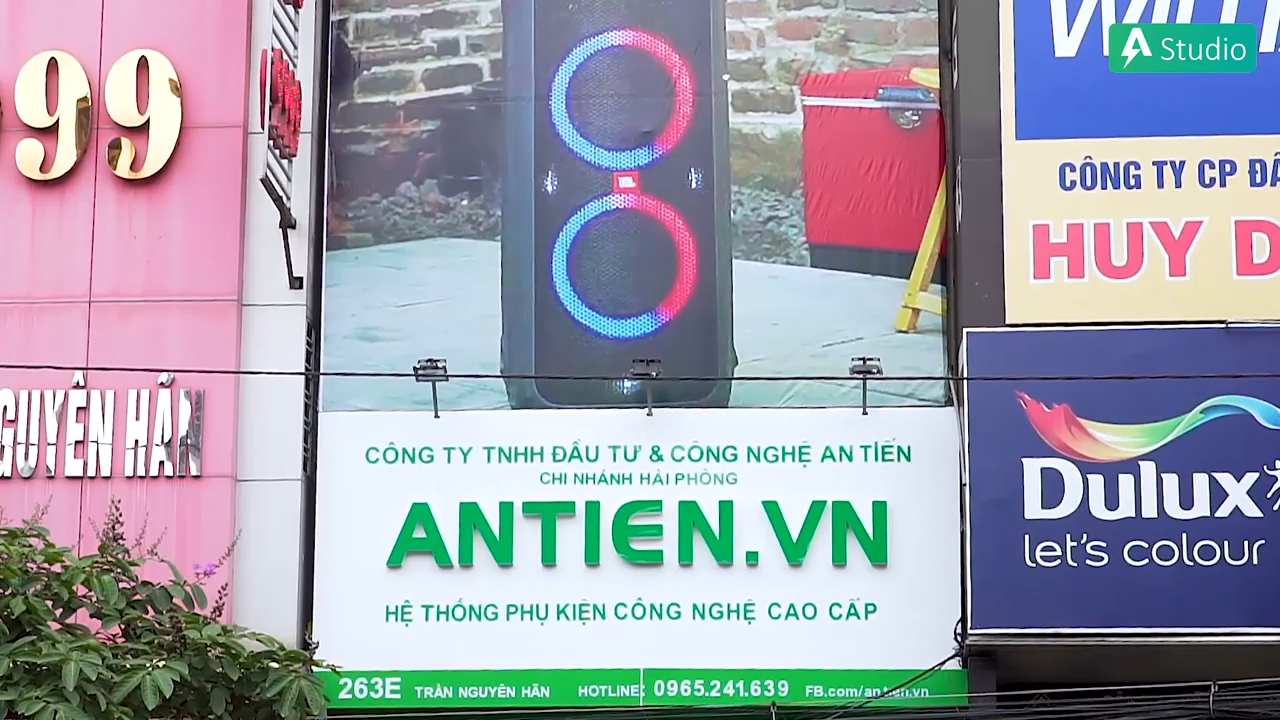 Studio
99
GUYÊN HÃN
JBL
CÔNG TY CP
HUY
Dulux
let's colour
CÔNG TY TNHH ĐẦU TƯ & CÔNG NGHỆ AN TIẾN
CHI NHÁNH HẢI PHÒNG
ANTIEN.VN
HỆ THỐNG PHỤ KIỆN CÔNG NGHỆ CAO CẤP
263E TRẦN NGUYÊN HÃN HOTLINE: 0965.241.639 FB.com/antien.vn